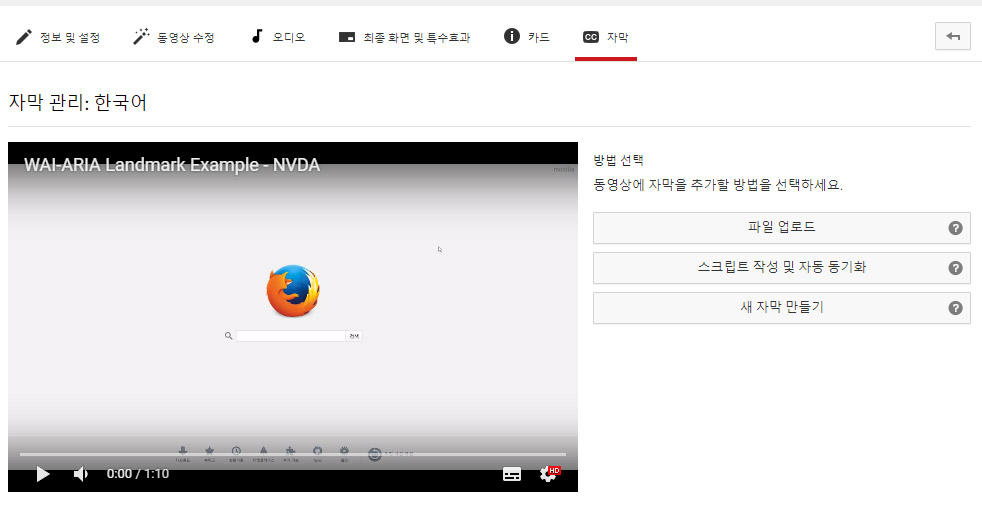 정보 및 설정
동영상 수정
오디오
최종 화면 및 특수효과
카드
CC 자막
자막 관리: 한국어
WAI-ARIA Landmark Example - NVDA
mozilla
검색
방법 선택
동영상에 자막을 추가할 방법을 선택하세요.
파일 업로드 ?
스크립트 작성 및 자동 동기화 ?
새 자막 만들기 ?
0:00 / 1:10
HD